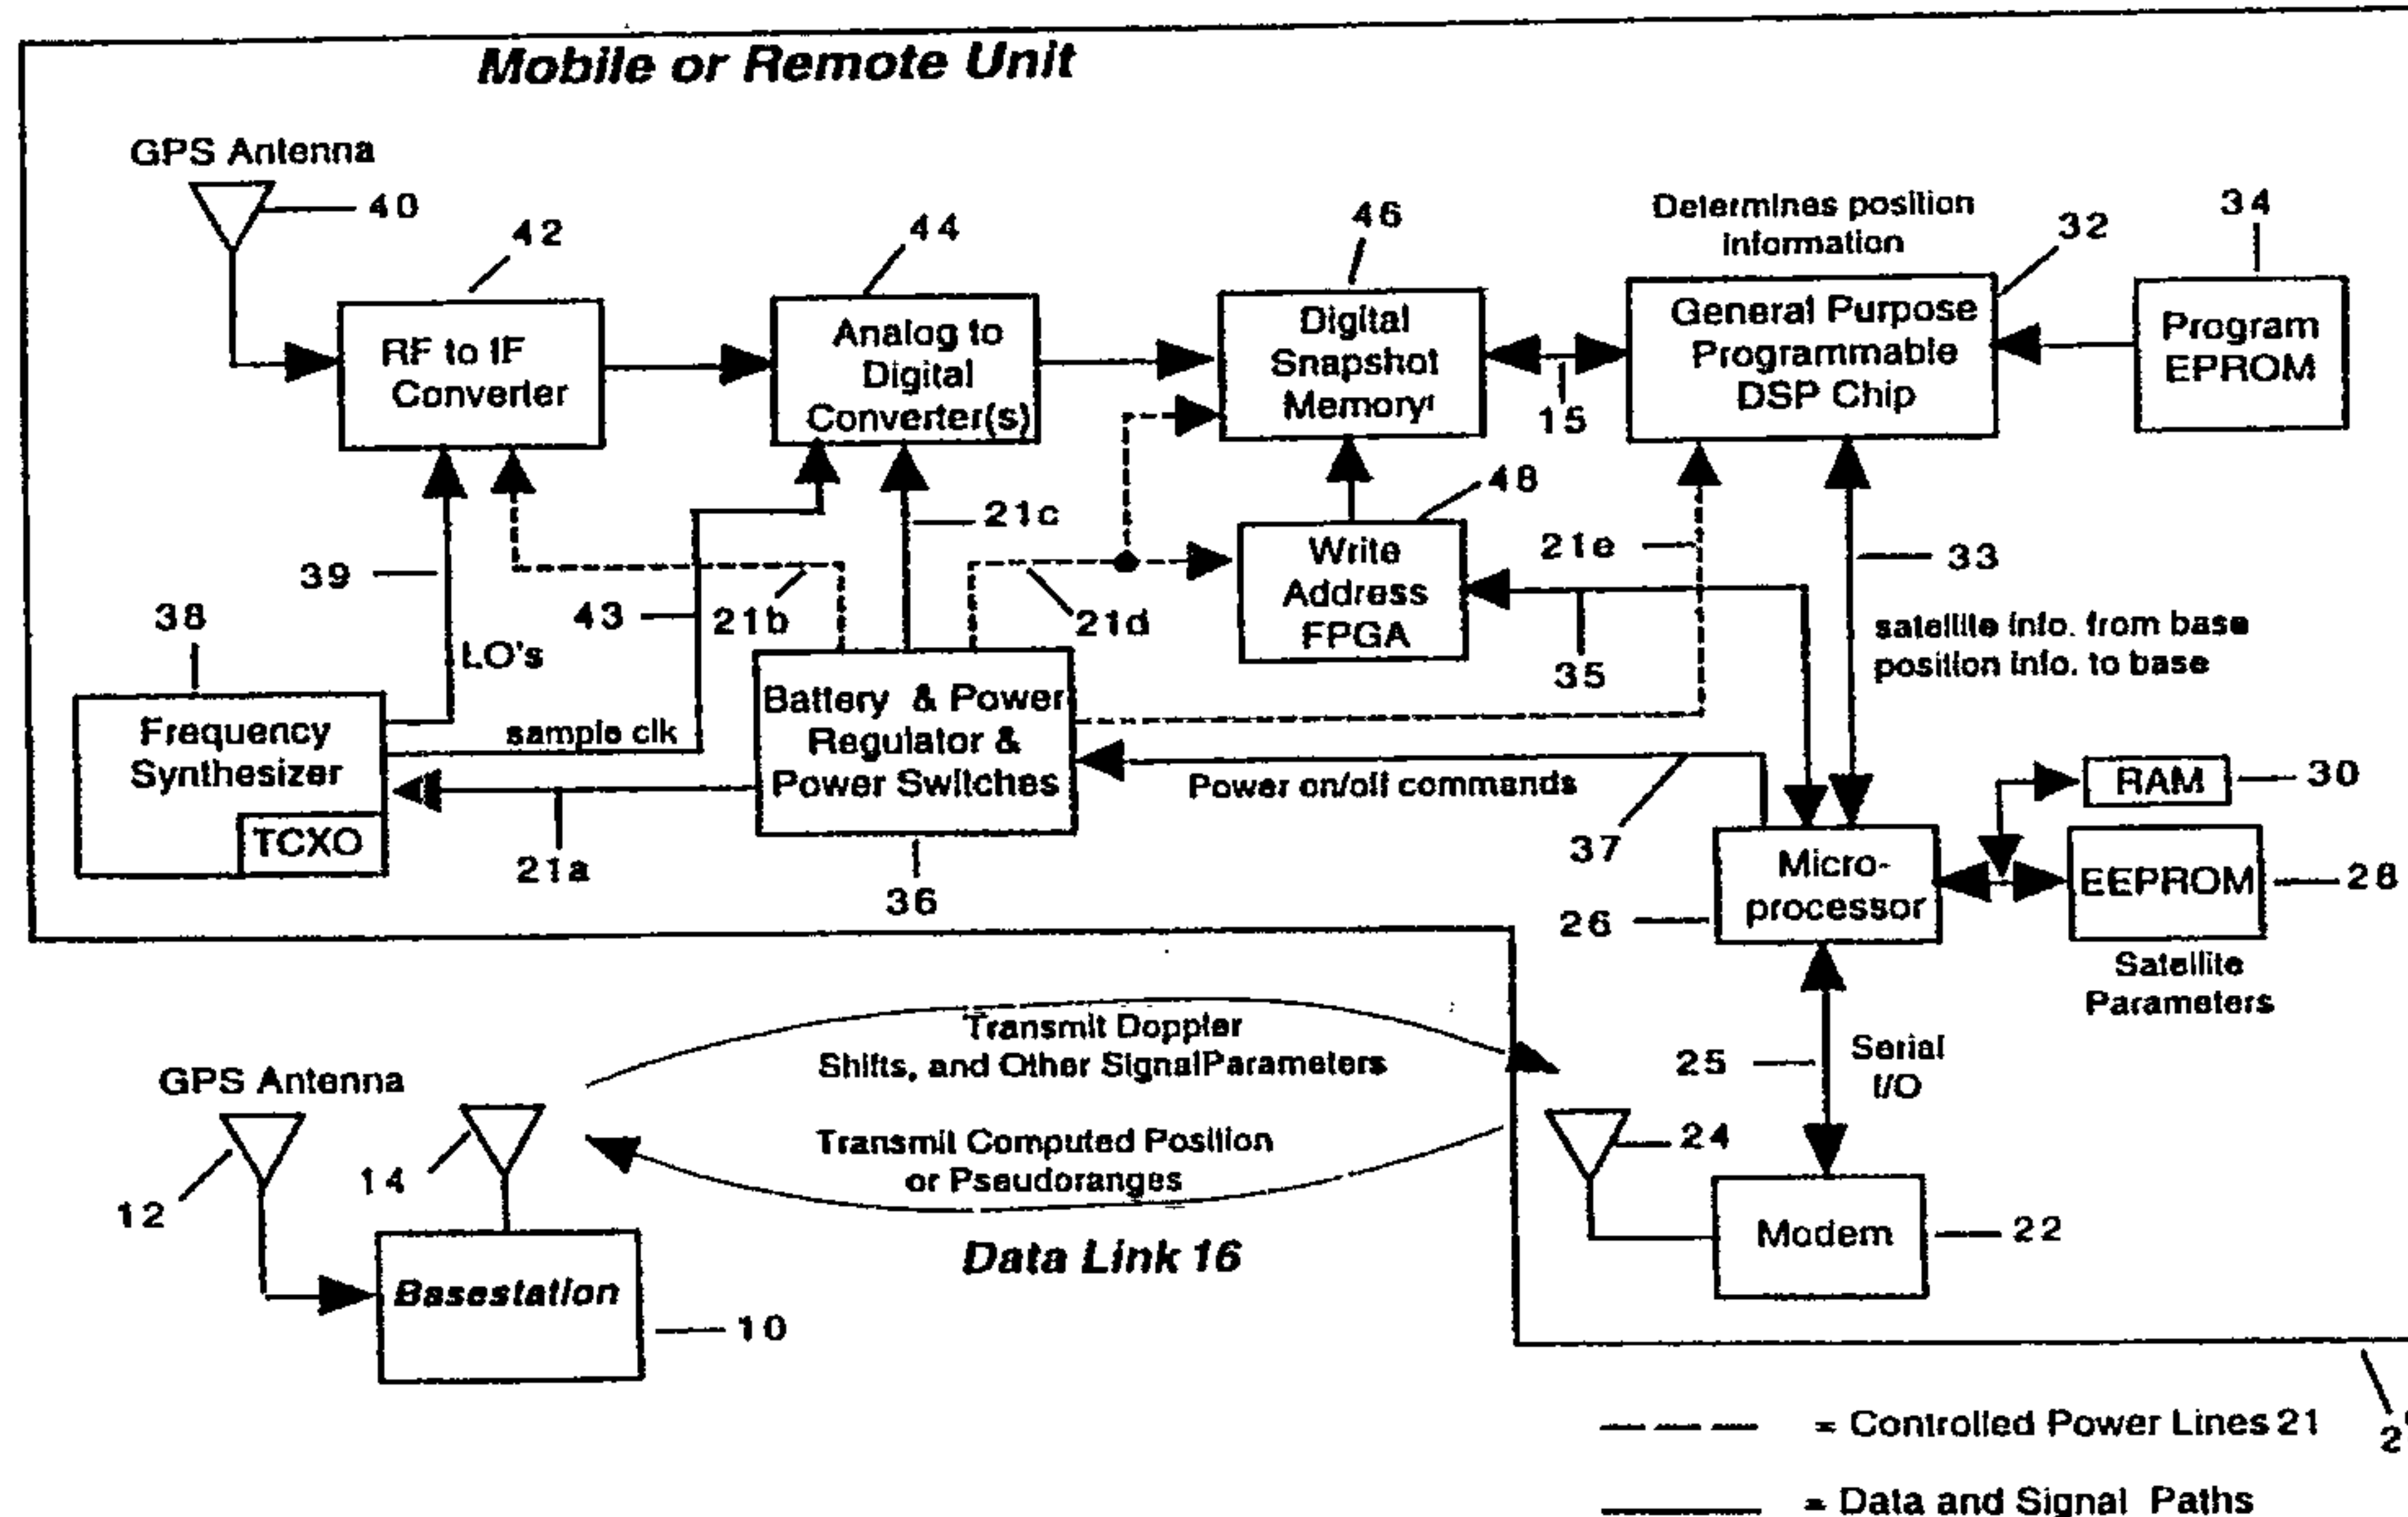 Mobile or Remote Unit
GPS Antenna
40
42
44
46
Determines position
information
32
34
RF to IF
Converter
Analog to
Digital
Converter(s)
Digital
Snapshot
Memory
15
General Purpose
Programmable
DSP Chip
Program
EPROM
39
LO's
43
21b
21c
21d
48
Write
Address
FPGA
35
21e
33
satellite info. from base
position info. to base
38
Frequency
Synthesizer
TCXO
sample clk
21a
Battery & Power
Regulator &
Power Switches
36
Power on/off commands
37
RAM
30
Micro-
processor
26
EEPROM
28
Satellite
Parameters
25
Serial
I/O
Transmit Doppler
Shifts, and Other SignalParameters
Transmit Computed Position
or Pseudoranges
Data Link 16
GPS Antenna
12
14
Basestation
10
24
Modem
22
= Controlled Power Lines 21
= Data and Signal Paths